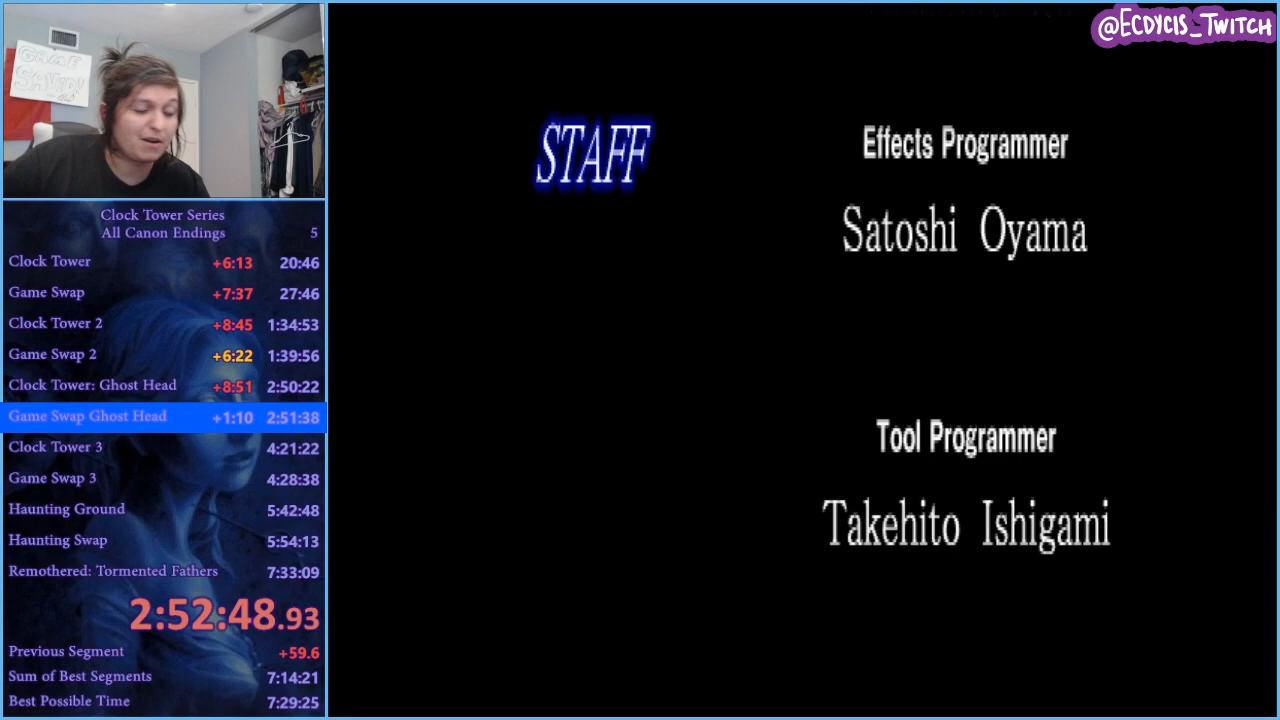 @ECDYCIS_TWITCH
GAME
STAFF
Effects Programmer
Satoshi Oyama
Tool Programmer
Takehito Ishigami
Clock Tower Series
All Canon Endings 5
Clock Tower +6:13 20:46
Game Swap +7:37 27:46
Clock Tower 2 +8:45 1:34:53
Game Swap 2 +6:22 1:39:56
Clock Tower: Ghost Head +8:51 2:50:22
Game Swap Ghost Head +1:10 2:51:38
Clock Tower 3 4:21:22
Game Swap 3 4:28:38
Haunting Ground 5:42:48
Haunting Swap 5:54:13
Remothered: Tormented Fathers 7:33:09
2:52:48.93
Previous Segment +59.6
Sum of Best Segments 7:14:21
Best Possible Time 7:29:25